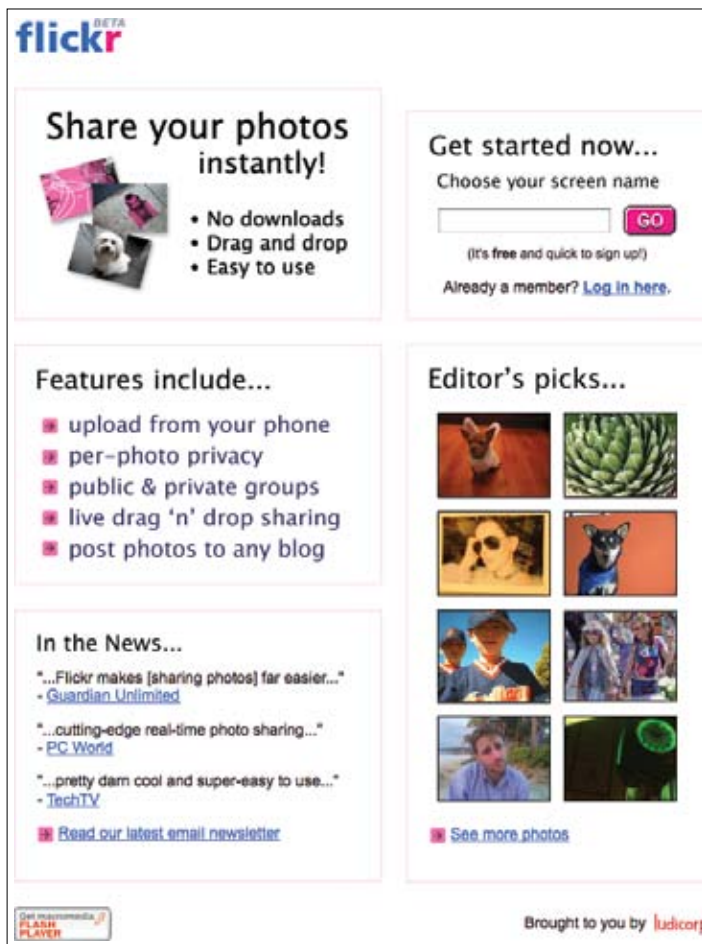 flickr BETA
Share your photos
instantly!
• No downloads
• Drag and drop
• Easy to use
Get started now...
Choose your screen name
GO
(It's free and quick to sign up!)
Already a member? Log in here.
Features include...
upload from your phone
per-photo privacy
public & private groups
live drag 'n' drop sharing
post photos to any blog
Editor's picks...
See more photos
In the News...
"...Flickr makes [sharing photos] far easier..."
- Guardian Unlimited
"...cutting-edge real-time photo sharing..."
- PC World
"...pretty darn cool and super-easy to use..."
- TechTV
Read our latest email newsletter
Get macromedia
FLASH
PLAYER
Brought to you by ludicorp